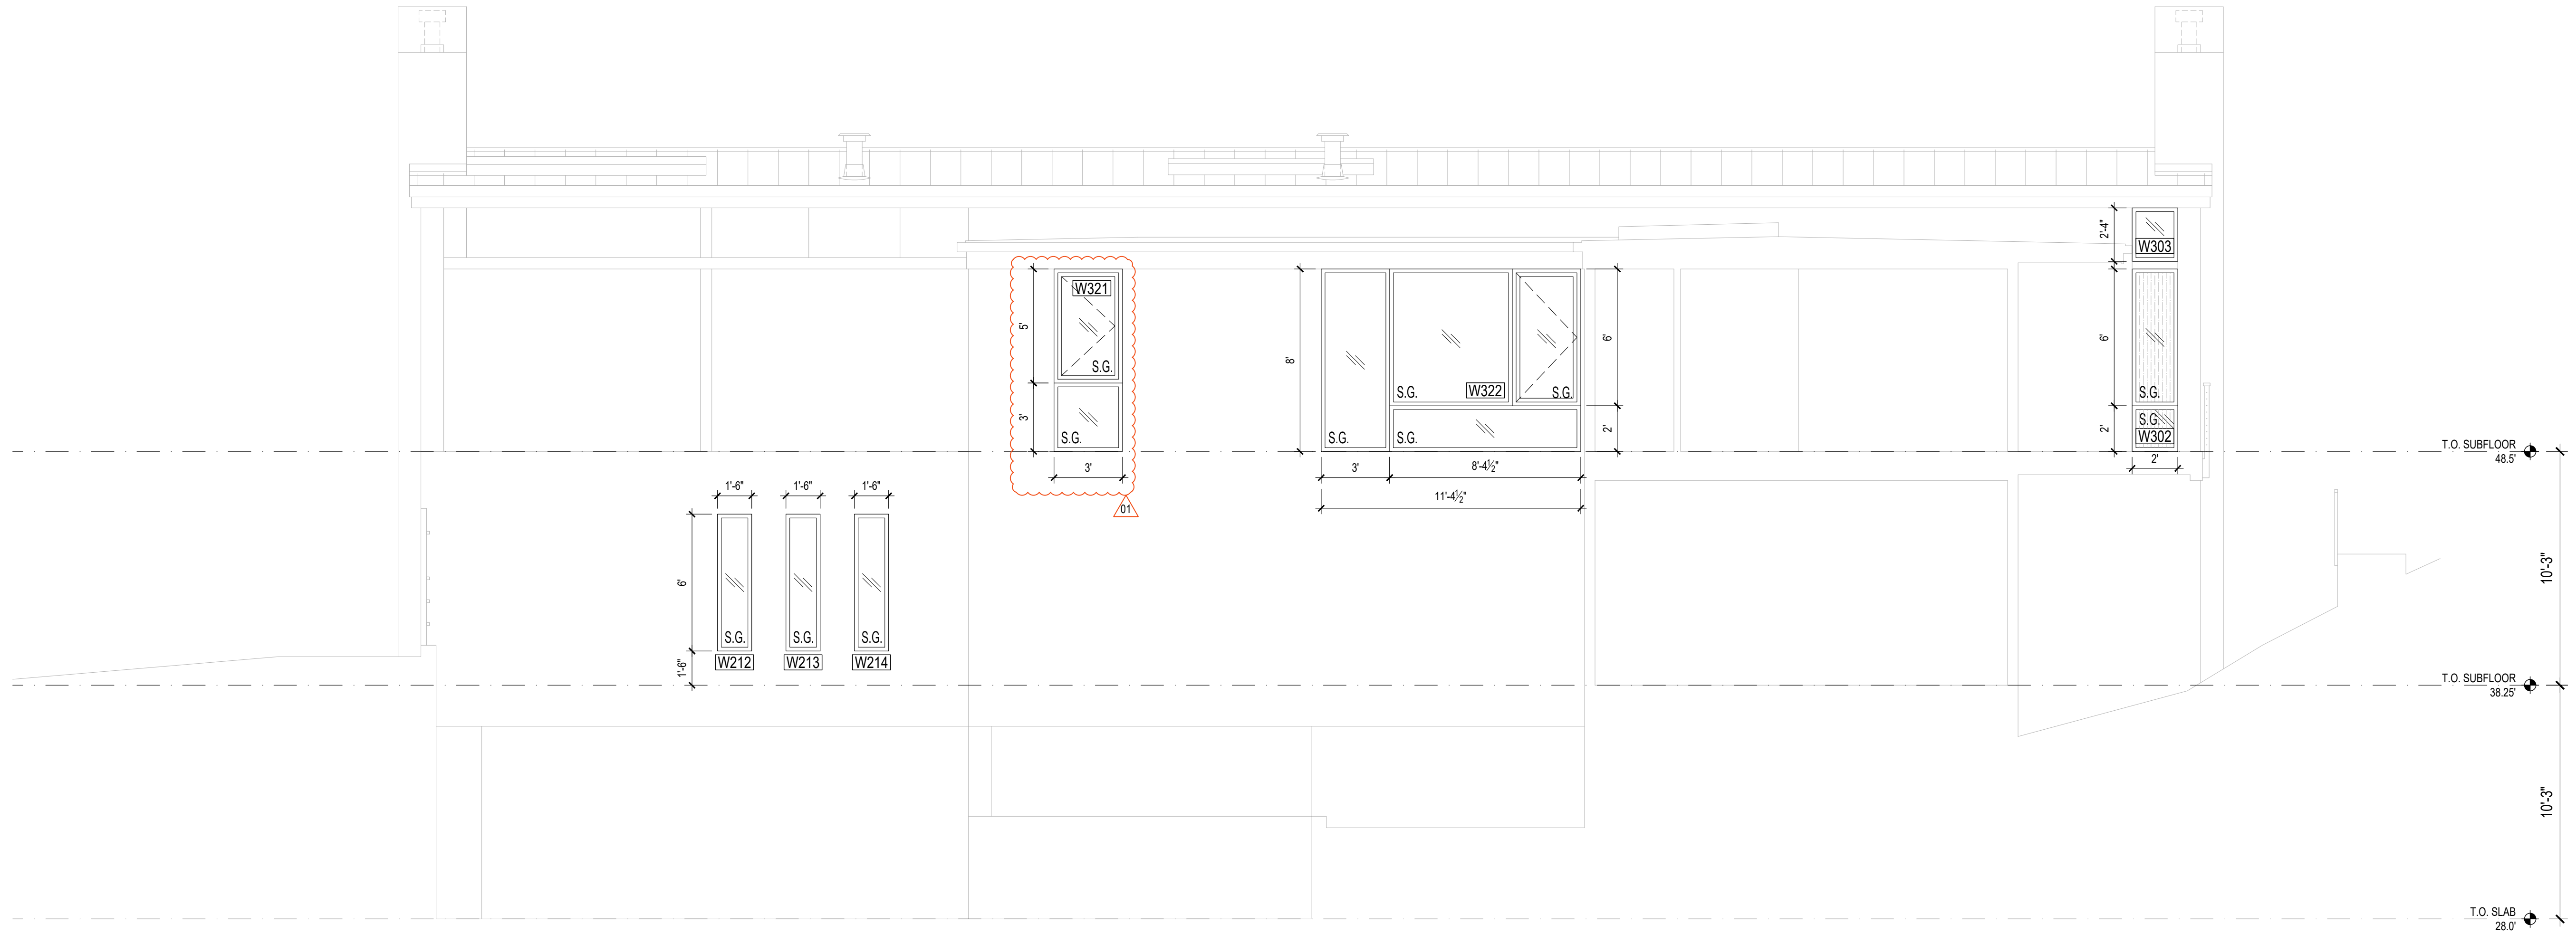 2'-4"
W303
W321
5'
S.G.
3'
S.G.
3'
01
8'
S.G.
S.G.
W322
S.G.
S.G.
6'
2'
3'
8'-4½"
11'-4½"
6'
S.G.
2'
S.G.
W302
2'
T.O. SUBFLOOR
48.5'
1'-6"
1'-6"
1'-6"
6'
S.G.
S.G.
S.G.
W212
W213
W214
1'-6"
10'-3"
T.O. SUBFLOOR
38.25'
10'-3"
T.O. SLAB
28.0'